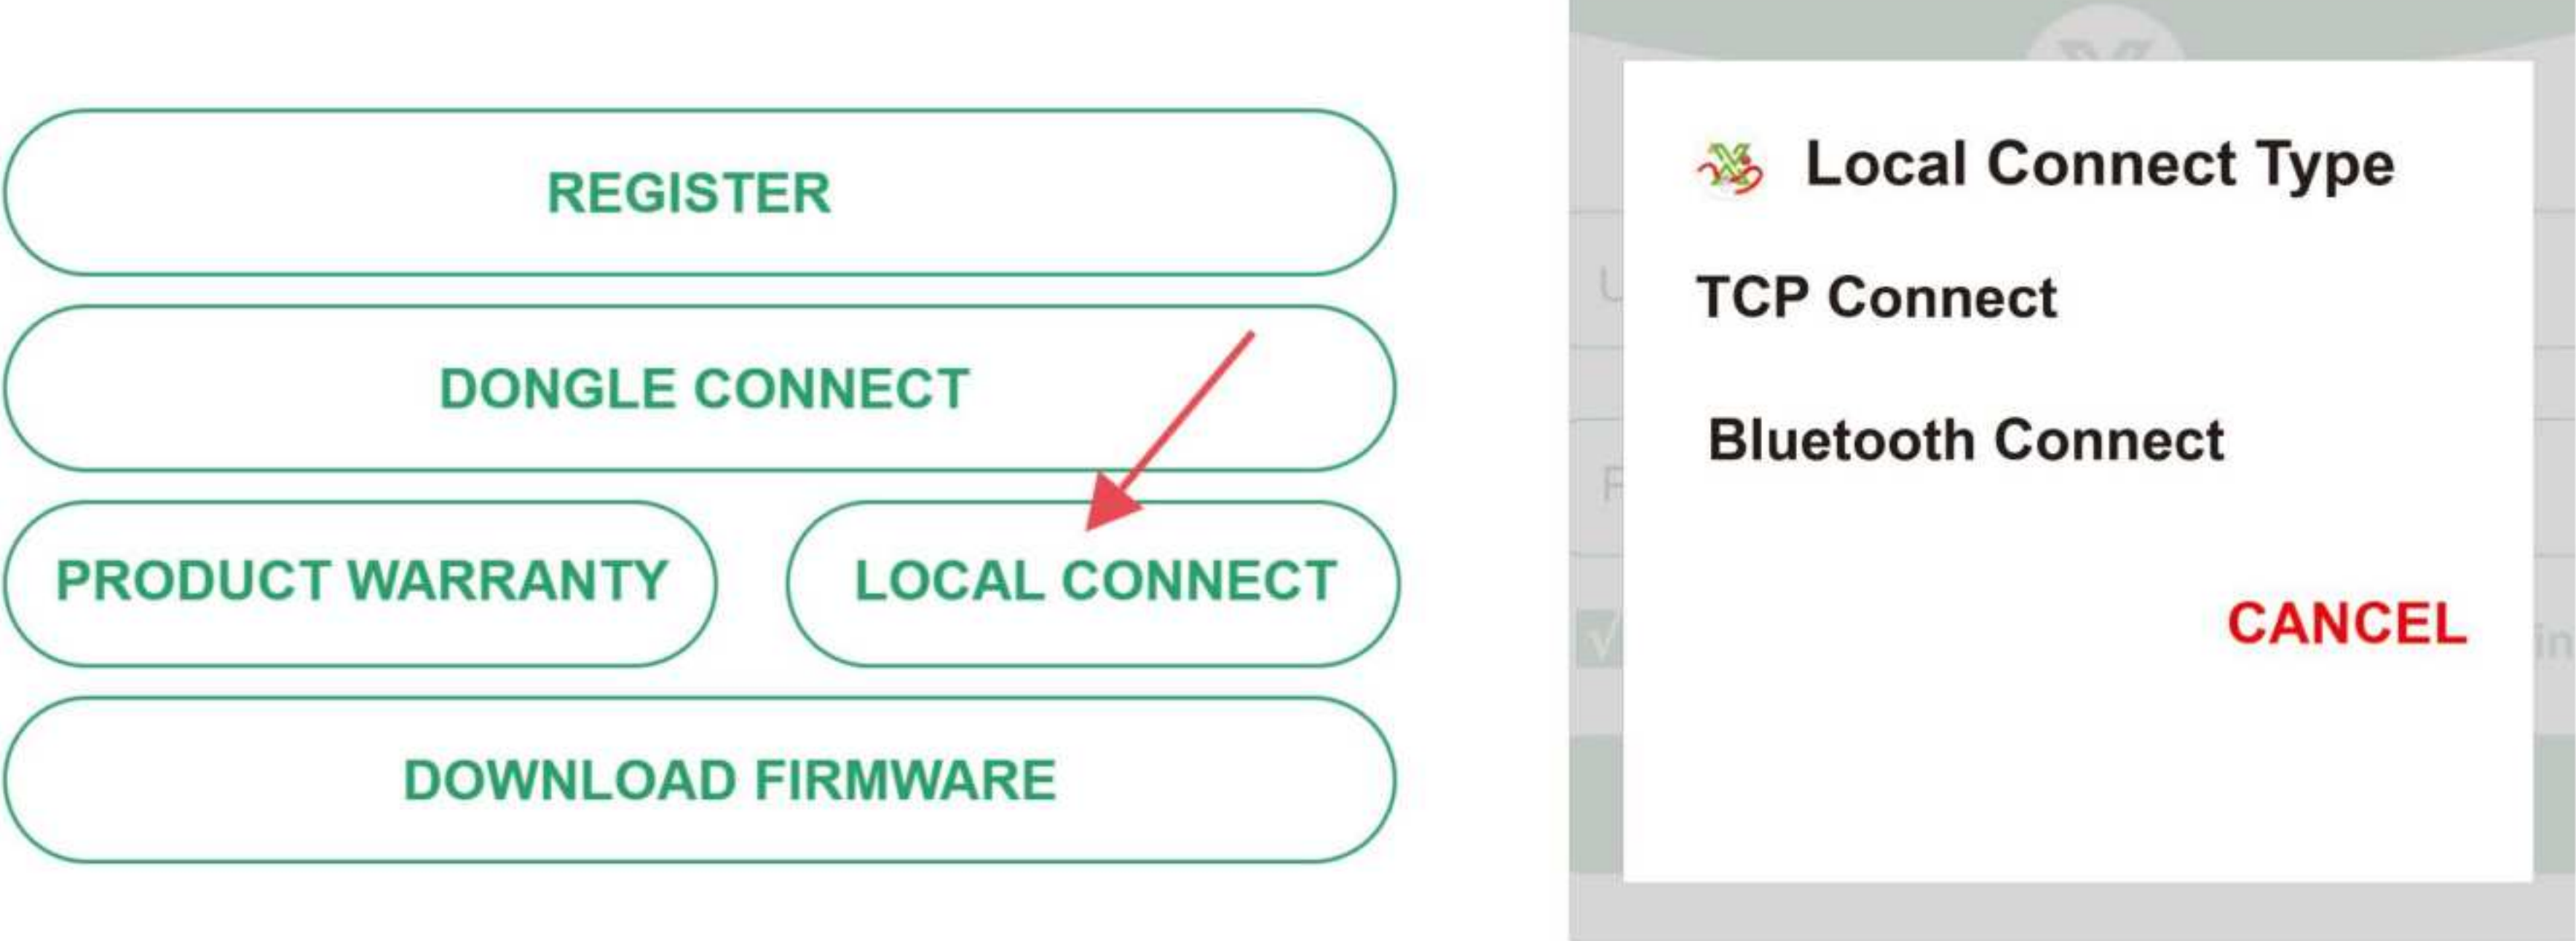 REGISTER
DONGLE CONNECT
PRODUCT WARRANTY
LOCAL CONNECT
DOWNLOAD FIRMWARE
Local Connect Type
TCP Connect
Bluetooth Connect
CANCEL